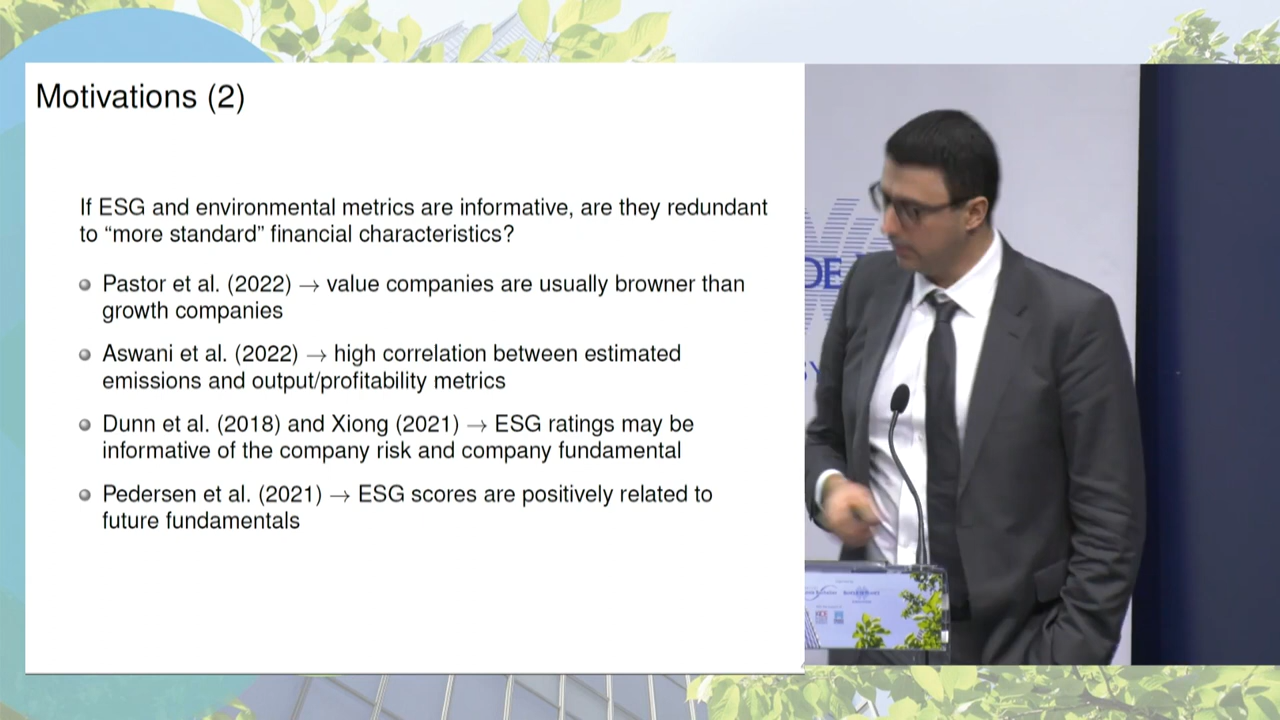 Motivations (2)
If ESG and environmental metrics are informative, are they redundant
to “more standard” financial characteristics?
Pastor et al. (2022) → value companies are usually browner than
growth companies
Aswani et al. (2022) → high correlation between estimated
emissions and output/profitability metrics
Dunn et al. (2018) and Xiong (2021) → ESG ratings may be
informative of the company risk and company fundamental
Pedersen et al. (2021) → ESG scores are positively related to
future fundamentals
DE